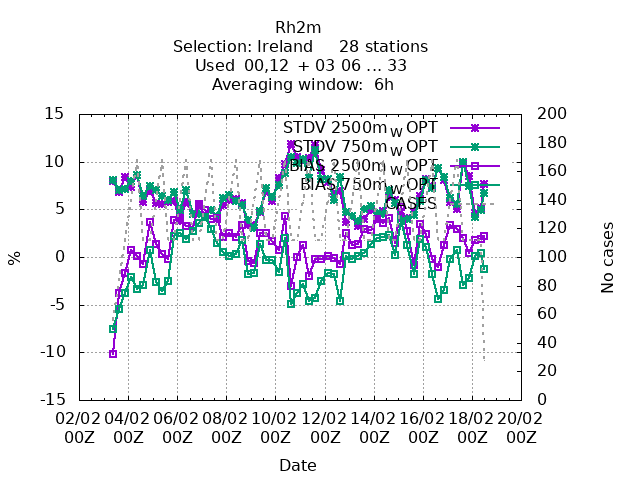 Rh2m
Selection: Ireland 28 stations
Used 00,12 + 03 06 ... 33
Averaging window: 6h
15
10
5
0
-5
-10
-15
%
200
180
160
140
120
100
80
60
40
20
0
No cases
STDV 2500m_W OPT
STDV 750m_W OPT
BIAS 2500m_W OPT
BIAS 750m_W OPT
CASES
02/02 04/02 06/02 08/02 10/02 12/02 14/02 16/02 18/02 20/02
00Z 00Z 00Z 00Z 00Z 00Z 00Z 00Z 00Z 00Z
Date